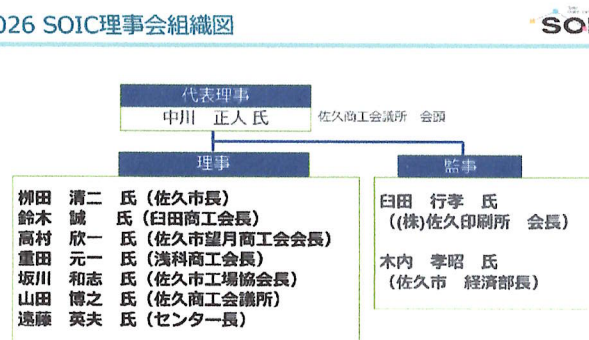 026 SOIC理事会組織図
SO
代表理事
中川 正人 氏
佐久商工会議所 会頭
理事
栁田 清二 氏（佐久市長）
鈴木 誠 氏（臼田商工会長）
高村 欣一 氏（佐久市望月商工会会長）
重田 元一 氏（浅科商工会長）
坂川 和志 氏（佐久市工場協会長）
山田 博之 氏（佐久商工会議所）
遠藤 英夫 氏（センター長）
監事
臼田 行孝 氏
（(株)佐久印刷所 会長）
木内 孝昭 氏
（佐久市 経済部長）